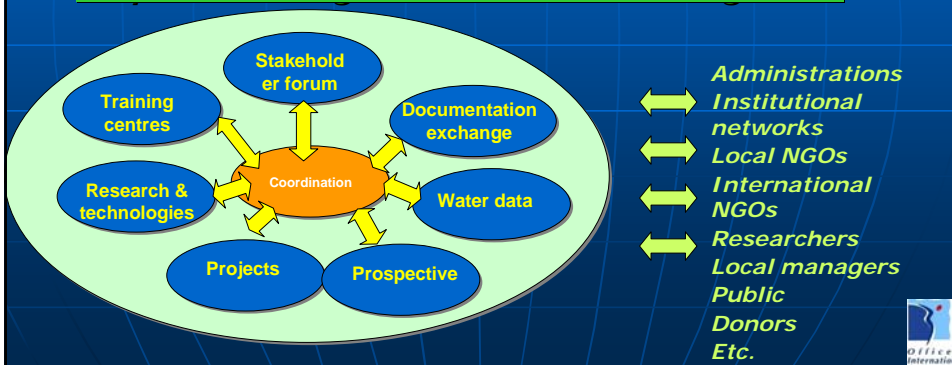 Stakehold
er forum
Training
centres
Documentation
exchange
Coordination
Research &
technologies
Water data
Projects
Prospective
Administrations
Institutional
networks
Local NGOs
International
NGOs
Researchers
Local managers
Public
Donors
Etc.
Office